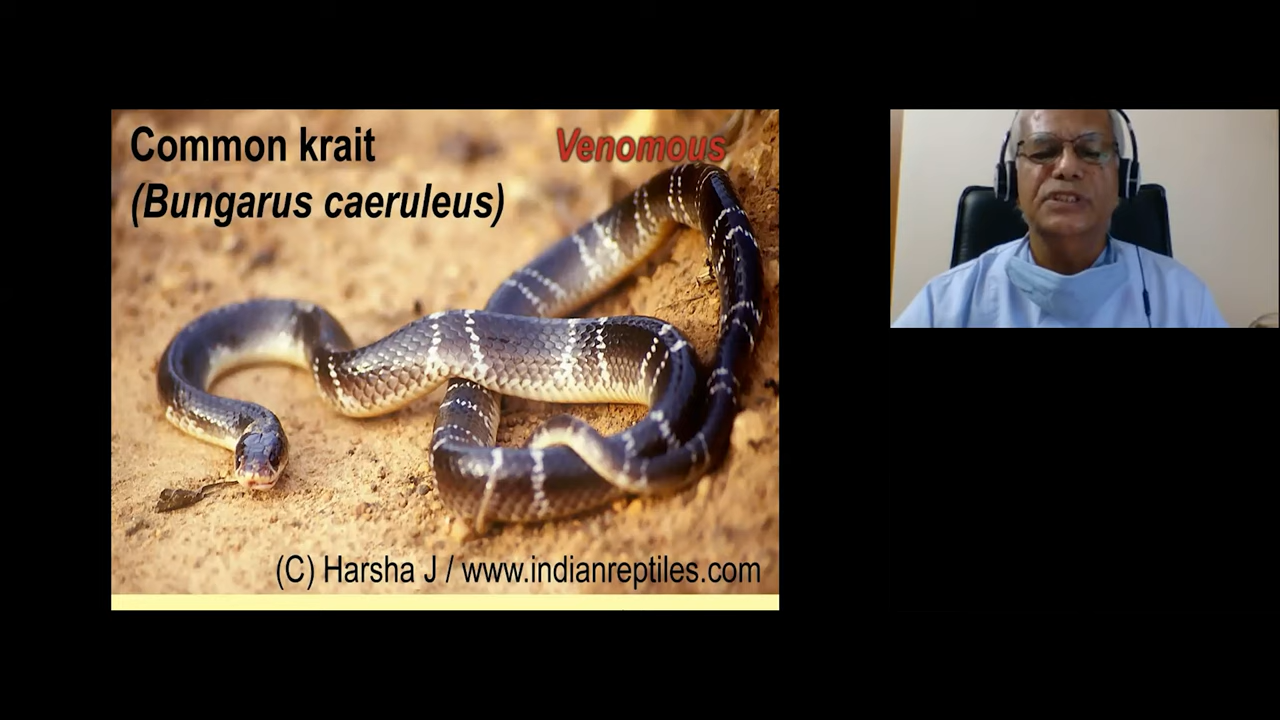 Common krait
Venomous
(Bungarus caeruleus)
(C) Harsha J / www.indianreptiles.com